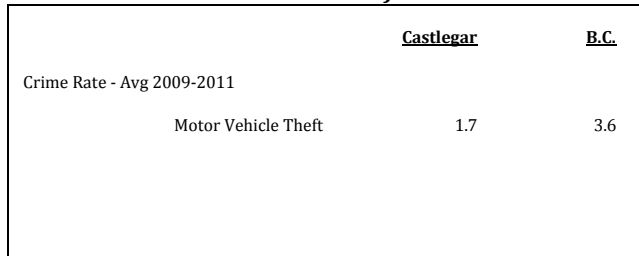 Castlegar B.C.
Crime Rate - Avg 2009-2011
Motor Vehicle Theft 1.7 3.6